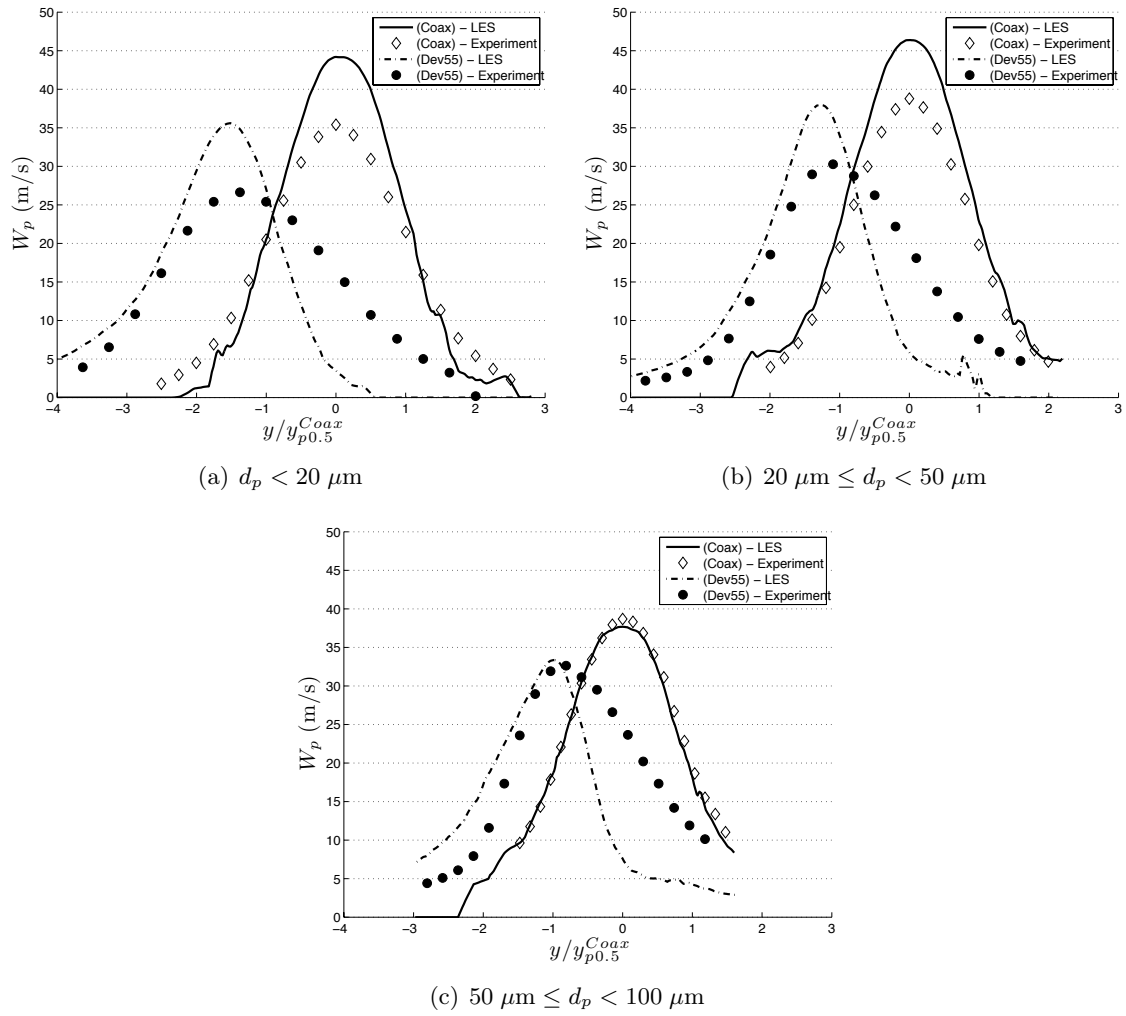 50
45
40
35
30
25
20
15
10
5
0
W_p (m/s)
−4 −3 −2 −1 0 1 2 3
y/y_{p0.5}^{Coax}
(Coax) − LES
(Coax) − Experiment
(Dev55) − LES
(Dev55) − Experiment
(a) d_p < 20 μm
50
45
40
35
30
25
20
15
10
5
0
W_p (m/s)
−4 −3 −2 −1 0 1 2 3
y/y_{p0.5}^{Coax}
(Coax) − LES
(Coax) − Experiment
(Dev55) − LES
(Dev55) − Experiment
(b) 20 μm ≤ d_p < 50 μm
50
45
40
35
30
25
20
15
10
5
0
W_p (m/s)
−4 −3 −2 −1 0 1 2 3
y/y_{p0.5}^{Coax}
(Coax) − LES
(Coax) − Experiment
(Dev55) − LES
(Dev55) − Experiment
(c) 50 μm ≤ d_p < 100 μm